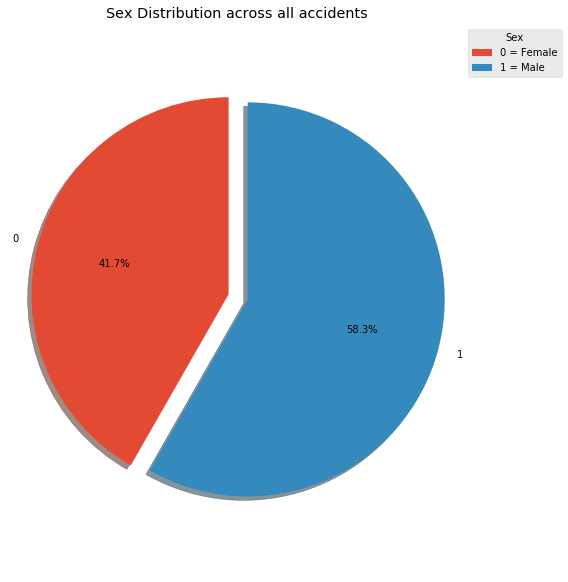 Sex Distribution across all accidents
Sex
0 = Female
1 = Male
0
41.7%
58.3%
1